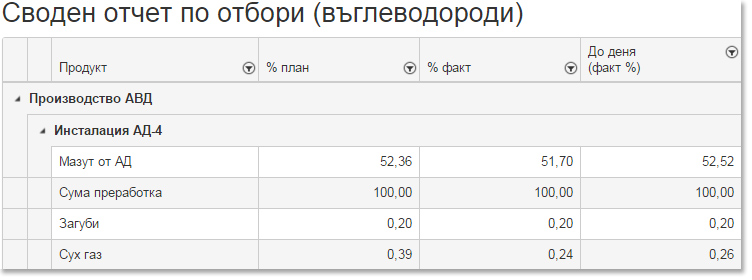 Своден отчет по отбори (въглеводороди)
Продукт % план % факт До деня
(факт %)
Производство АВД
Инсталация АД-4
Мазут от АД 52,36 51,70 52,52
Сума преработка 100,00 100,00 100,00
Загуби 0,20 0,20 0,20
Сух газ 0,39 0,24 0,26